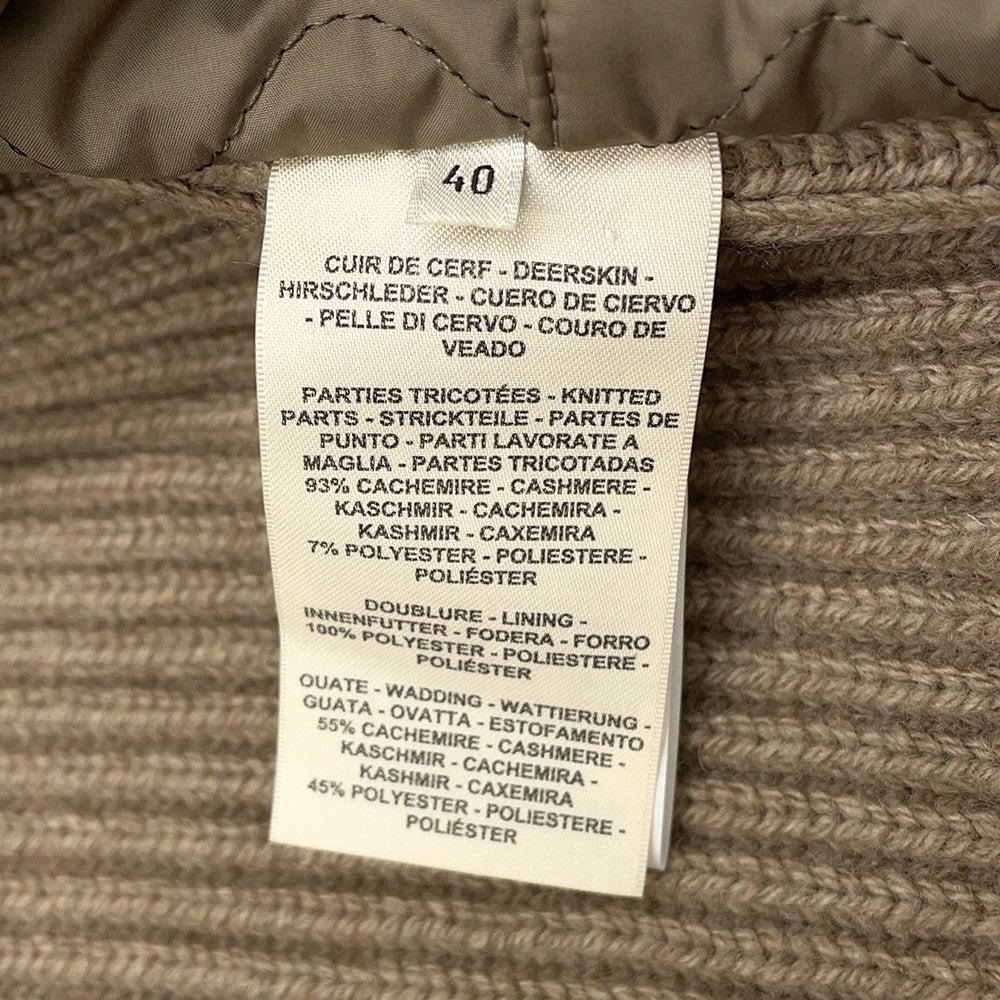 40
CUIR DE CERF - DEERSKIN -
HIRSCHLEDER - CUERO DE CIERVO
- PELLE DI CERVO - COURO DE
VEADO
PARTIES TRICOTÉES - KNITTED
PARTS - STRICKTEILE - PARTES DE
PUNTO - PARTI LAVORATE A
MAGLIA - PARTES TRICOTADAS
93% CACHEMIRE - CASHMERE -
KASCHMIR - CACHEMIRA -
KASHMIR - CAXEMIRA
7% POLYESTER - POLIESTERE -
POLIÉSTER
DOUBLURE - LINING -
INNENFUTTER - FODERA - FORRO
100% POLYESTER - POLIESTERE -
POLIÉSTER
OUATE - WADDING - WATTIERUNG -
GUATA - OVATTA - ESTOFAMENTO
55% CACHEMIRE - CASHMERE -
KASCHMIR - CACHEMIRA -
KASHMIR - CAXEMIRA
45% POLYESTER - POLIESTERE -
POLIÉSTER